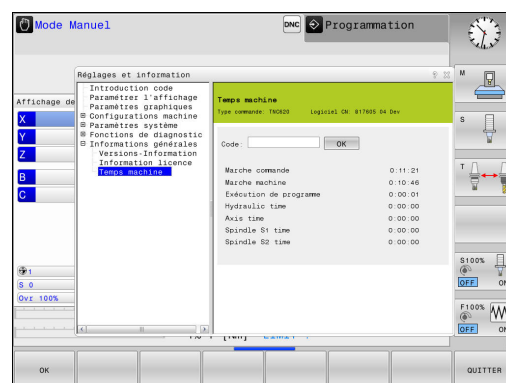 Mode Manuel
DNC
Programmation
Réglages et information
Affichage de
X
Y
Z
B
C
1
S 0
Ovr 100%
Introduction code
Paramétrer l'affichage
Paramètres graphiques
Configurations machine
Paramètres système
Fonctions de diagnostic
Informations générales
Versions-Information
Information licence
Temps machine
Temps machine
Type commande: TNC620 Logiciel CN: 817605 04 Dev
Code: OK
Marche commande 0:11:21
Marche machine 0:10:46
Exécution de programme 0:00:01
Hydraulic time 0:00:00
Axis time 0:00:00
Spindle S1 time 0:00:00
Spindle S2 time 0:00:00
M
S
T
S100%
OFF ON
F100%
OFF ON
OK
QUITTER